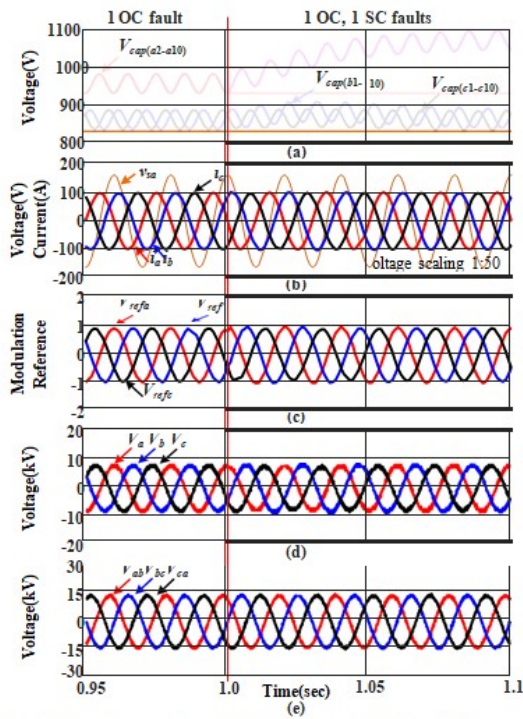 1 OC fault
1 OC, 1 SC faults
Voltage(V)
1100
1000
900
800
Vcap(a2-a10)
Vcap(b1- 10)
Vcap(c1-c10)
(a)
Voltage(V)
Current(A)
200
100
0
-100
-200
vsa
ic
ia ib
oltage scaling 1:50
(b)
Modulation
Reference
2
1
0
-1
-2
vrefa
vref
Vrefc
(c)
Voltage(kV)
20
10
0
-10
-20
Va Vb Vc
(d)
Voltage(kV)
30
15
0
-15
-30
Vab Vbc Vca
0.95
1.0
Time(sec)
1.05
1.1
(e)